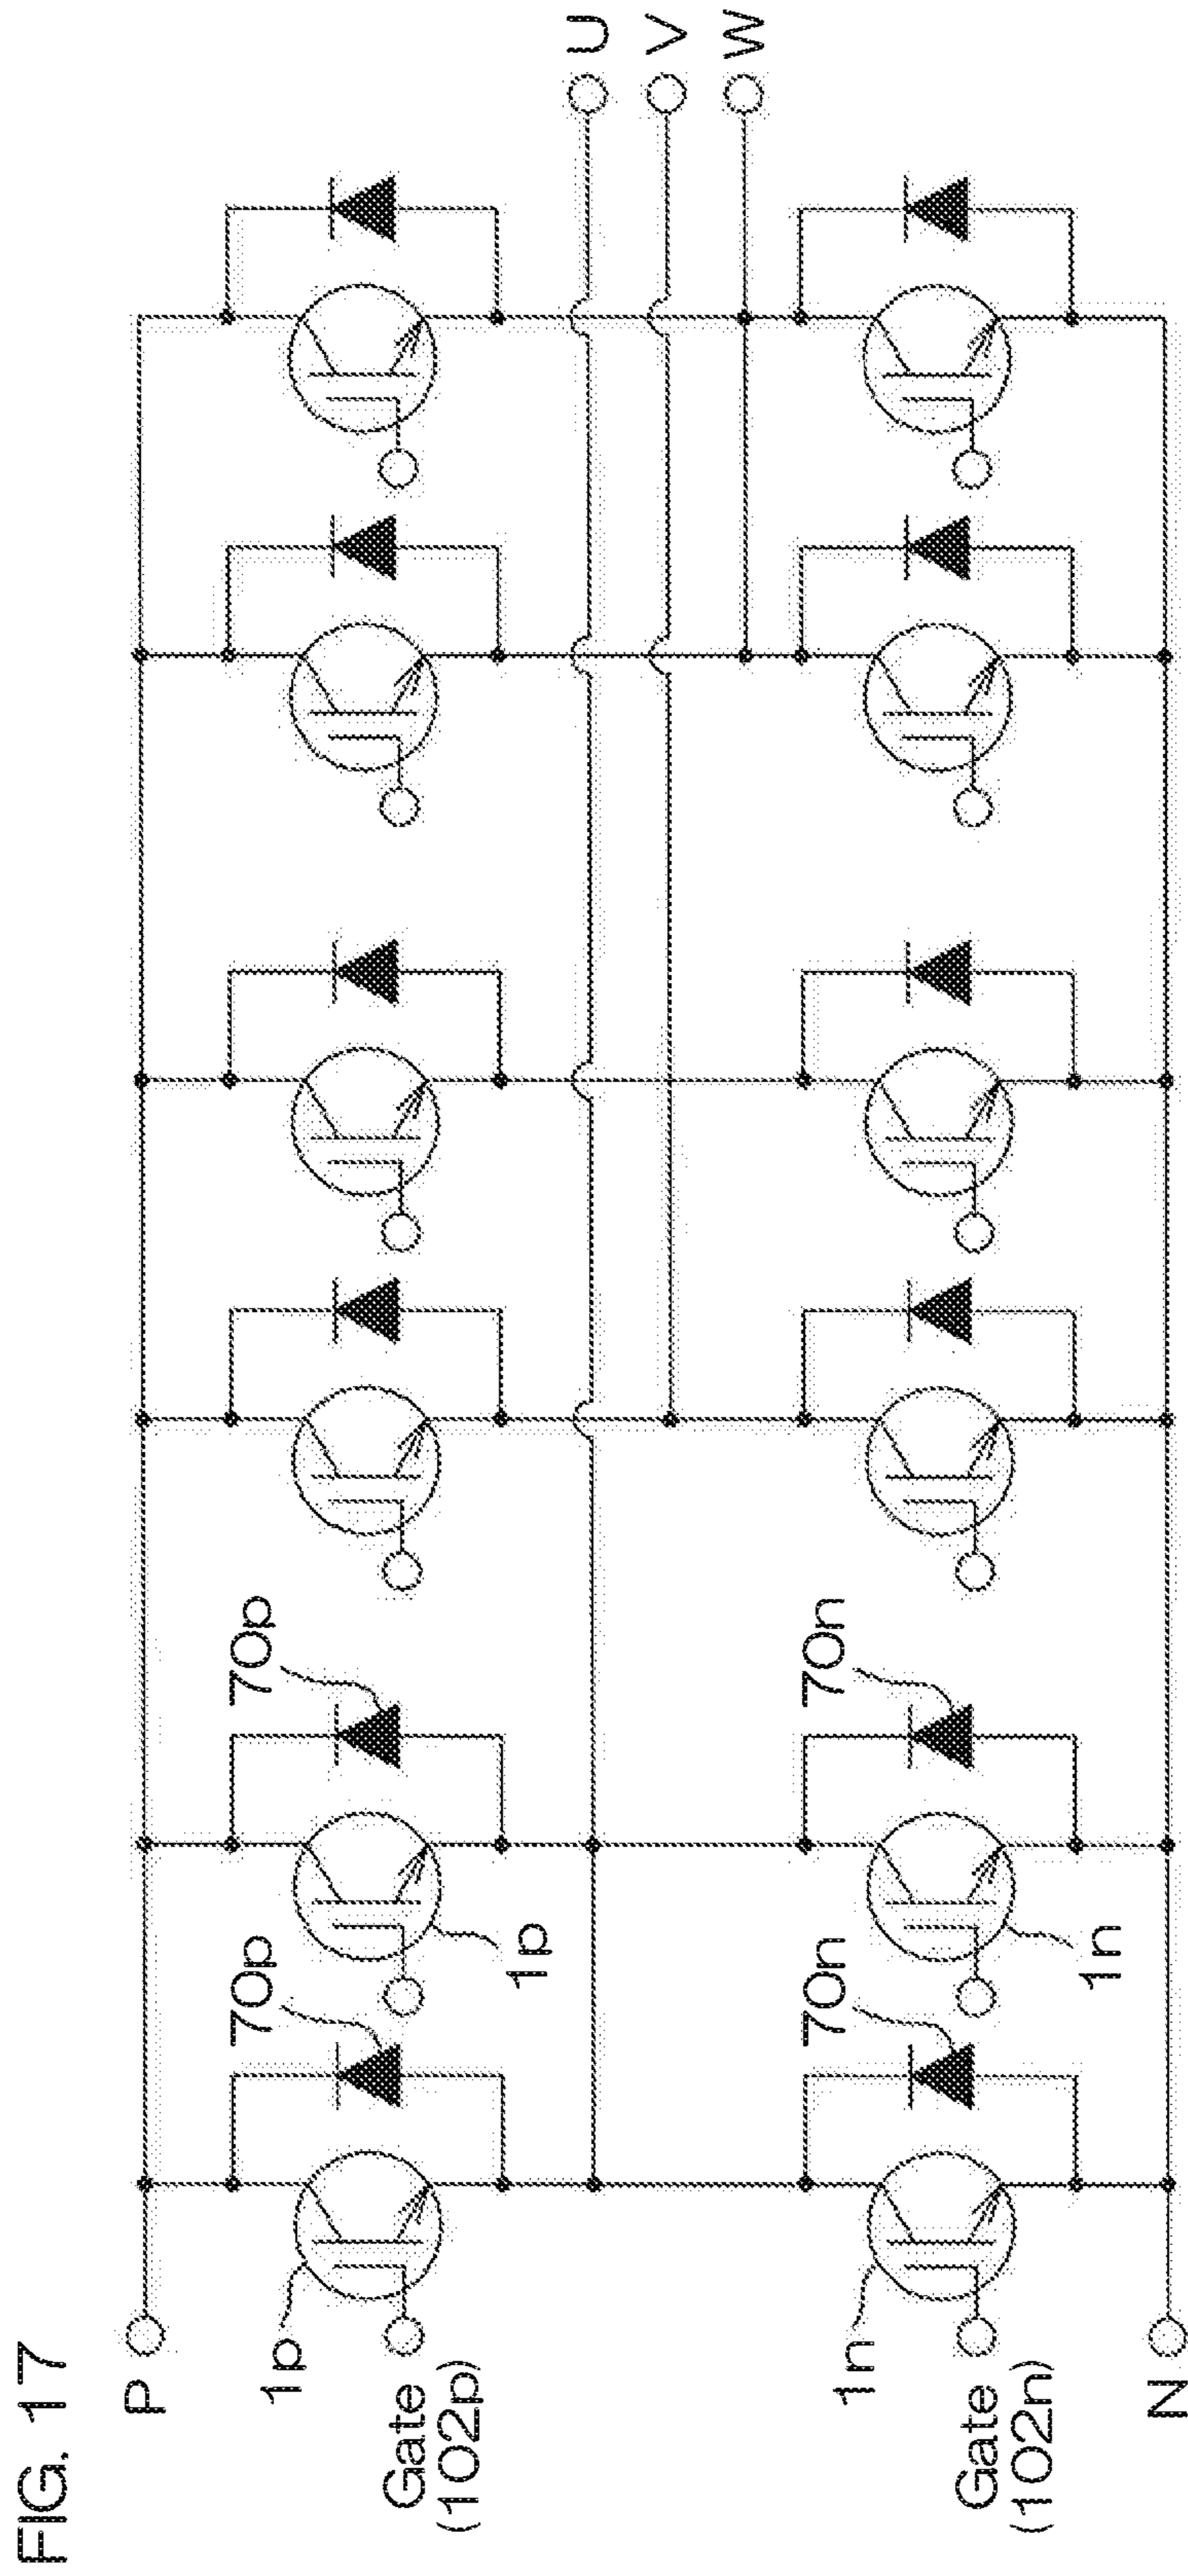 FIG. 17
P
1p
70p
1p
70p
Gate
(102p)
U
V
W
1n
70n
1n
70n
Gate
(102n)
N